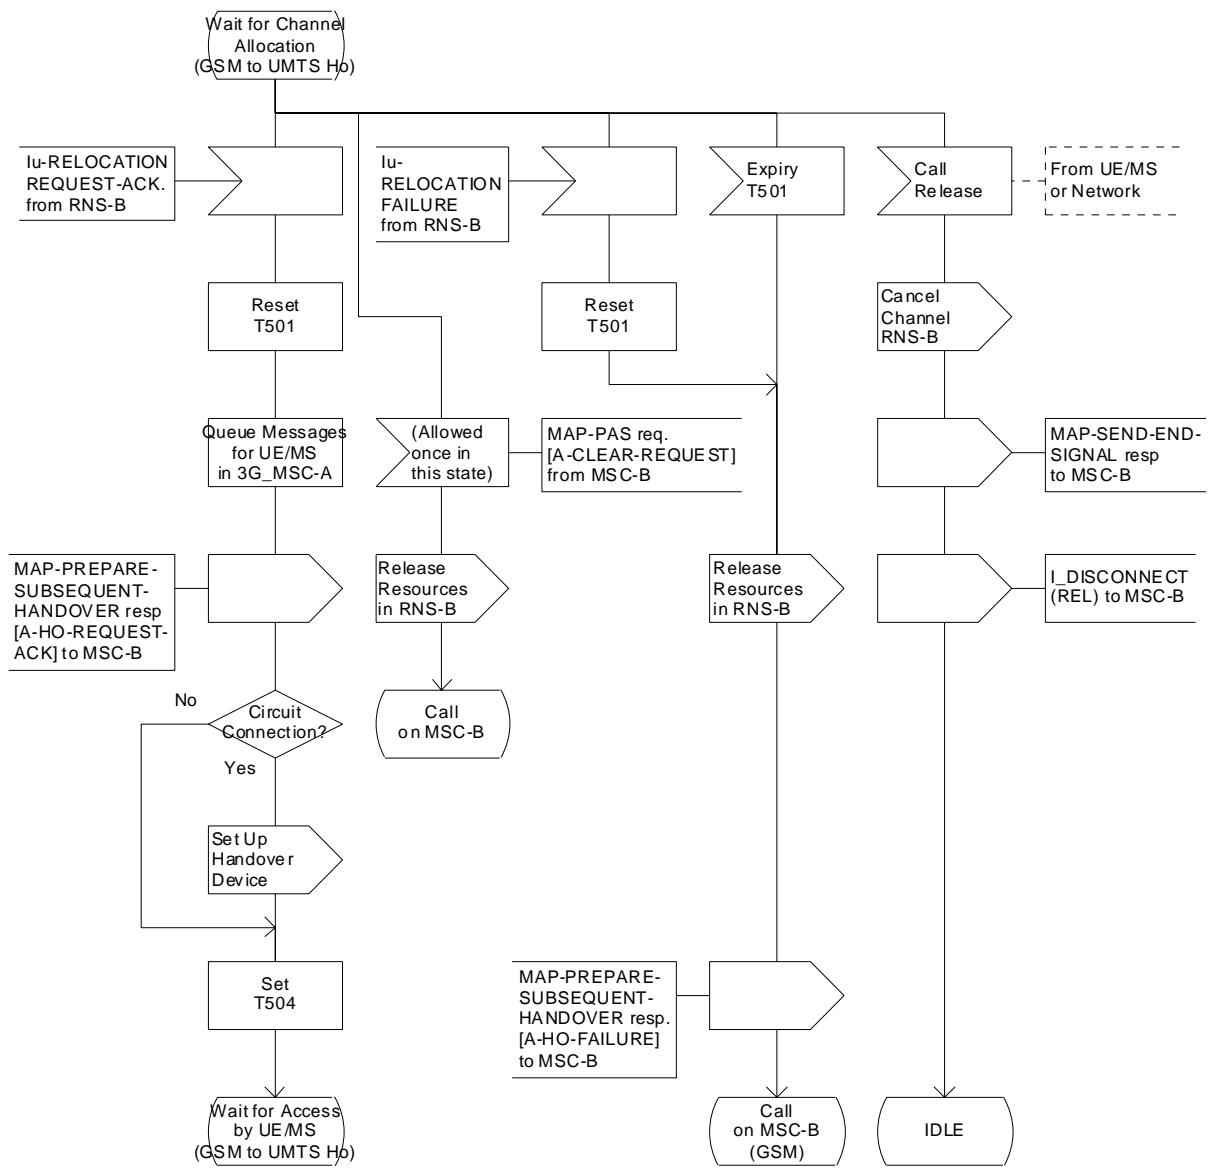 Wait for Channel
Allocation
(GSM to UMTS Ho)
Iu-RELOCATION
REQUEST-ACK.
from RNS-B
Iu-
RELOCATION
FAILURE
from RNS-B
Expiry
T501
Call
Release
From UE/MS
or Network
Reset
T501
Reset
T501
Cancel
Channel
RNS-B
Queue Messages
for UE/MS
in 3G_MSC-A
(Allowed
once in
this state)
MAP-PAS req.
[A-CLEAR-REQUEST]
from MSC-B
MAP-SEND-END-
SIGNAL resp
to MSC-B
MAP-PREPARE-
SUBSEQUENT-
HANDOVER resp
[A-HO-REQUEST-
ACK] to MSC-B
Release
Resources
in RNS-B
Release
Resources
in RNS-B
I_DISCONNECT
(REL) to MSC-B
No
Circuit
Connection?
Yes
Call
on MSC-B
Set Up
Handover
Device
Set
T504
MAP-PREPARE-
SUBSEQUENT-
HANDOVER resp.
[A-HO-FAILURE]
to MSC-B
Wait for Access
by UE/MS
(GSM to UMTS Ho)
Call
on MSC-B
(GSM)
IDLE